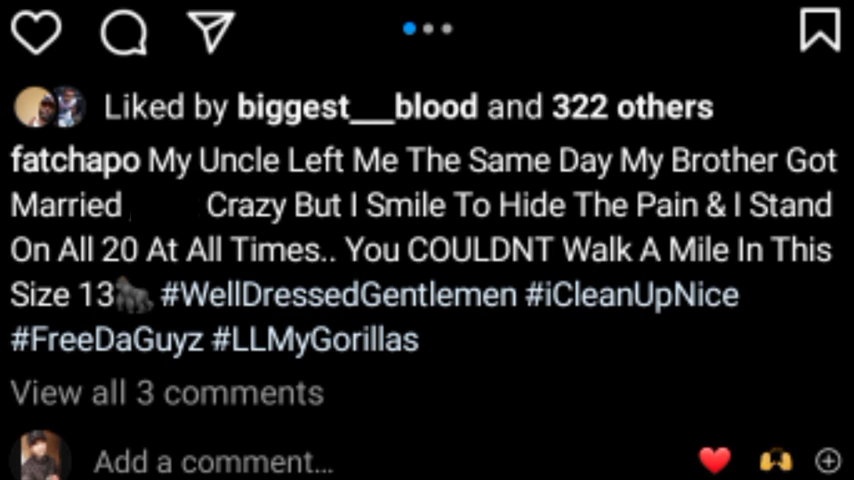 Liked by biggest___blood and 322 others
fatchapo My Uncle Left Me The Same Day My Brother Got
Married Crazy But I Smile To Hide The Pain & I Stand
On All 20 At All Times.. You COULDNT Walk A Mile In This
Size 13🦍 #WellDressedGentlemen #iCleanUpNice
#FreeDaGuyz #LLMyGorillas
View all 3 comments
Add a comment...